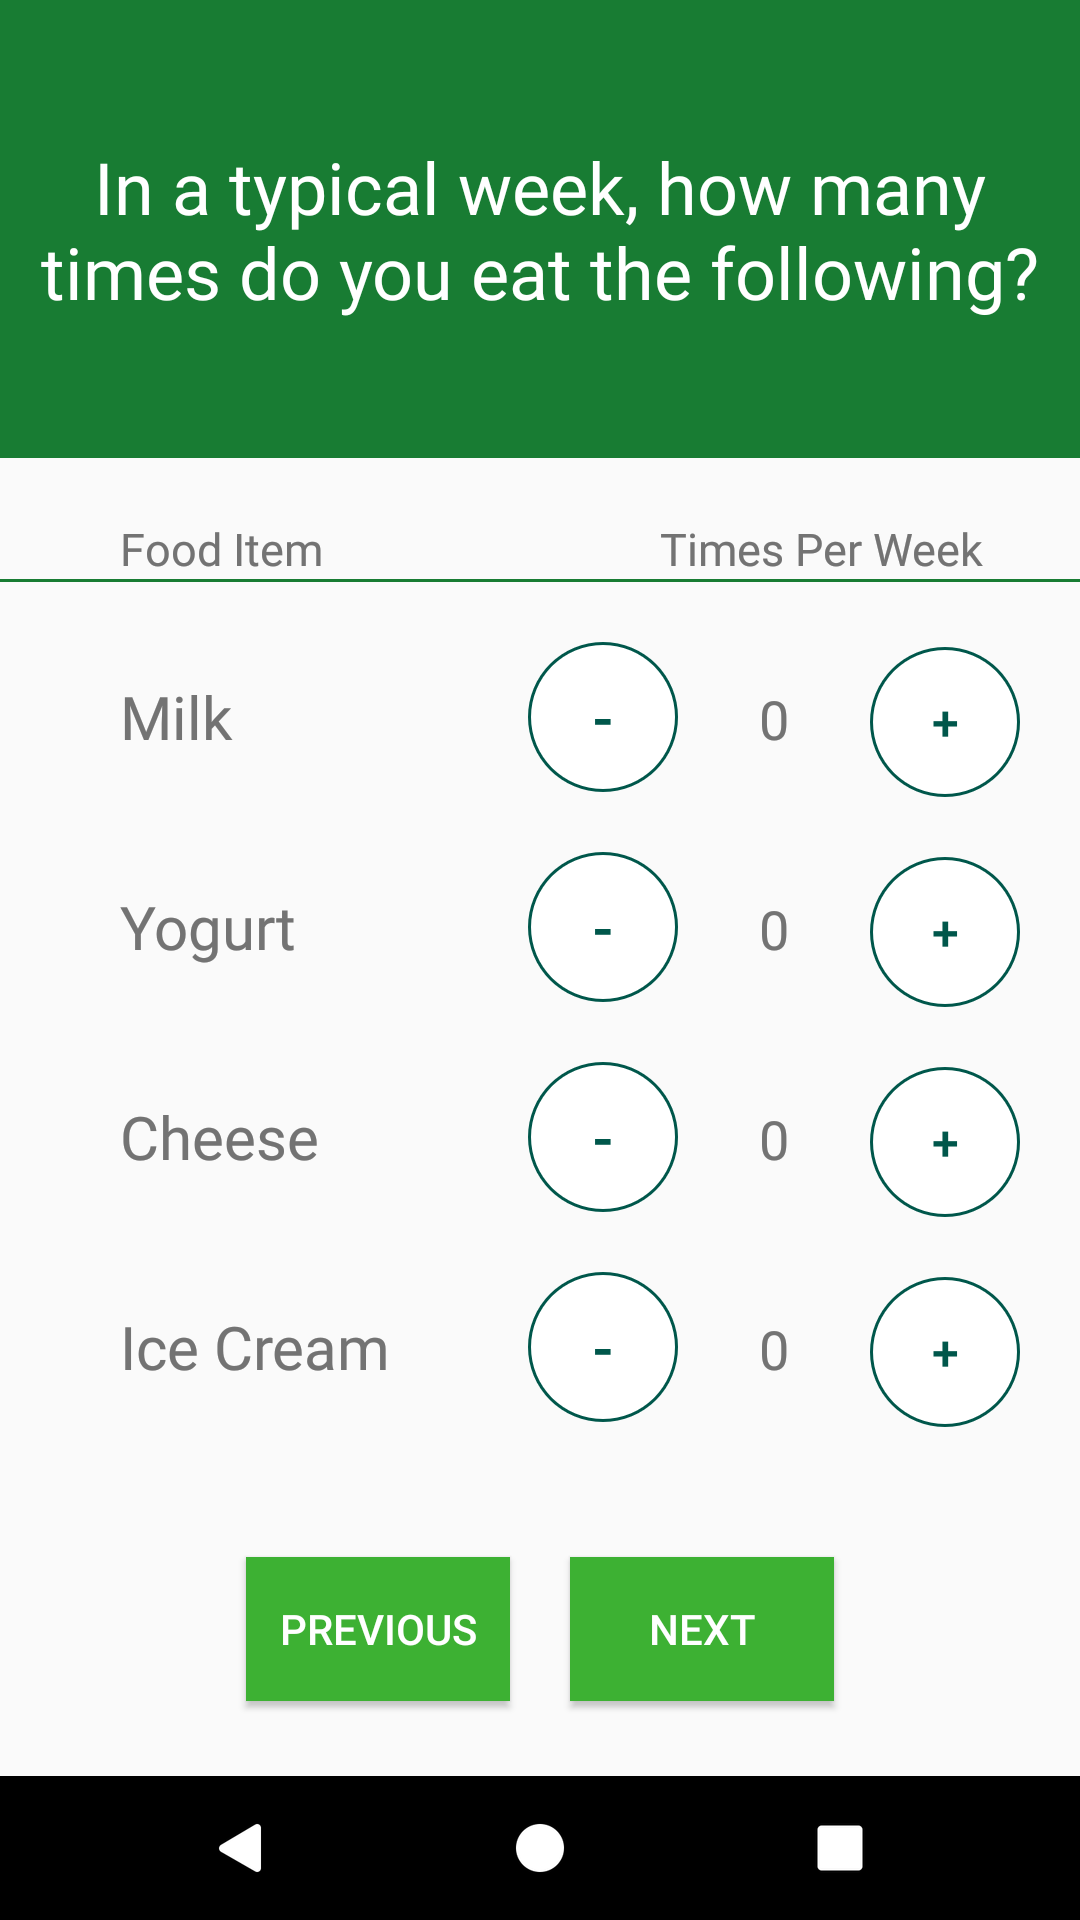 In a typical week, how many
times do you eat the following?
Food Item Times Per Week
Milk - 0 +
Yogurt - 0 +
Cheese - 0 +
Ice Cream - 0 +
PREVIOUS NEXT